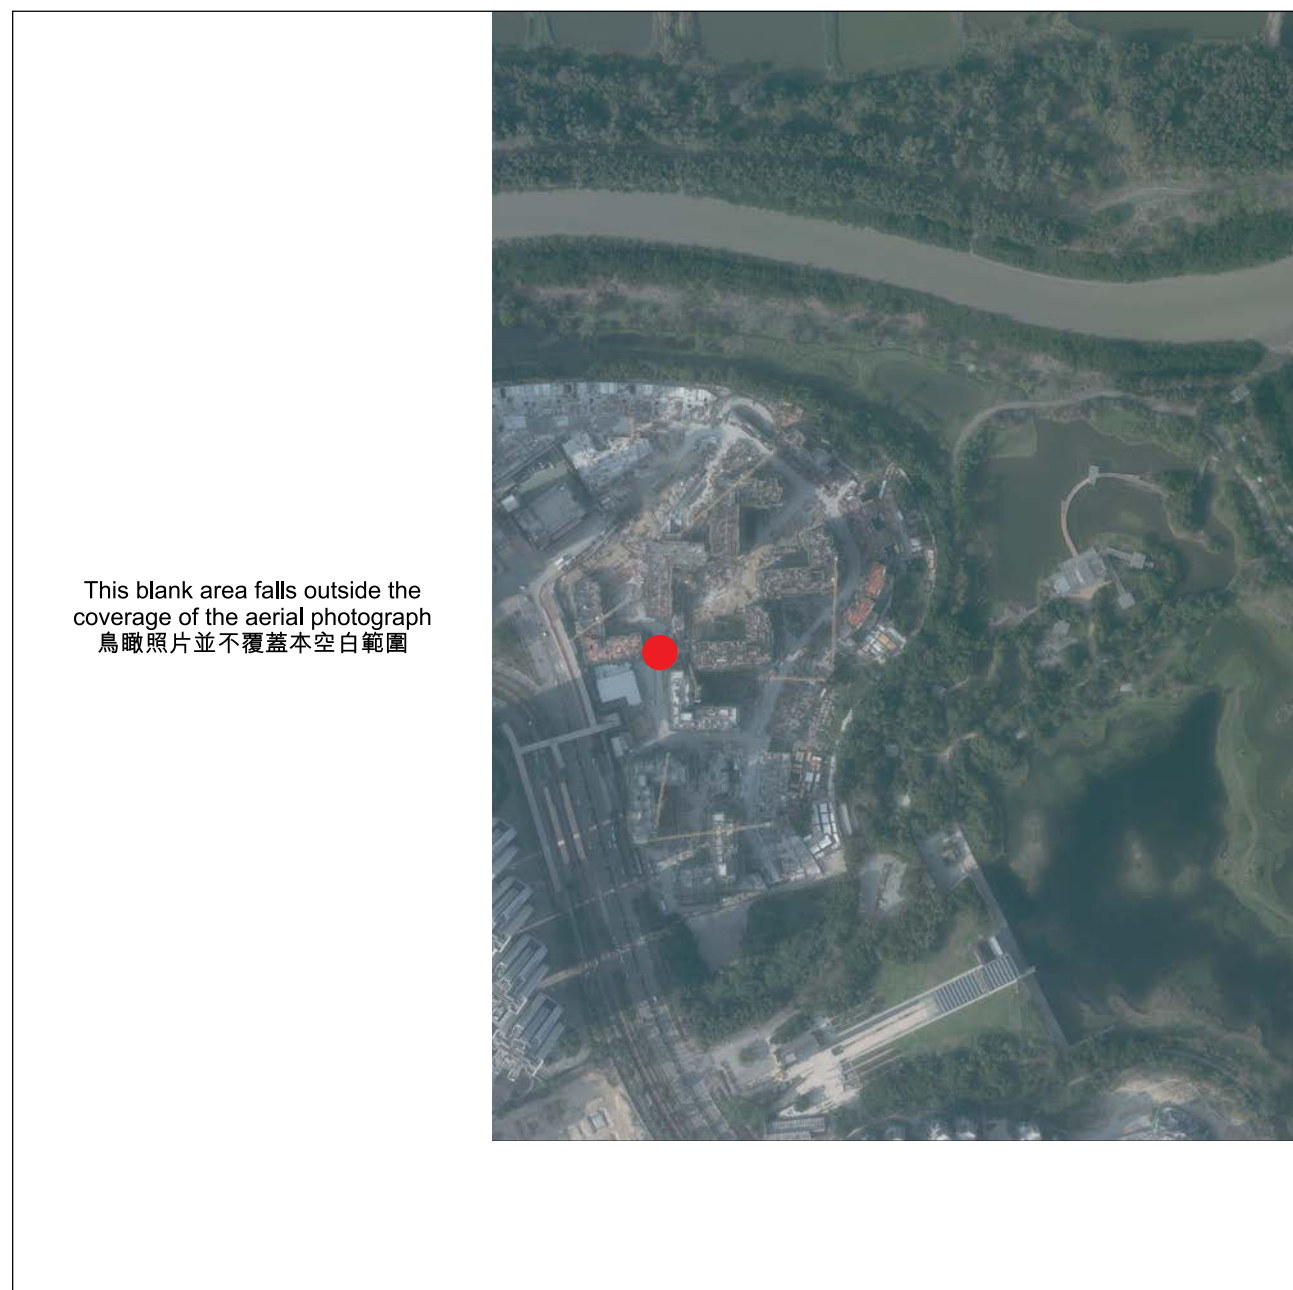 This blank area falls outside the
coverage of the aerial photograph
鳥瞰照片並不覆蓋本空白範圍